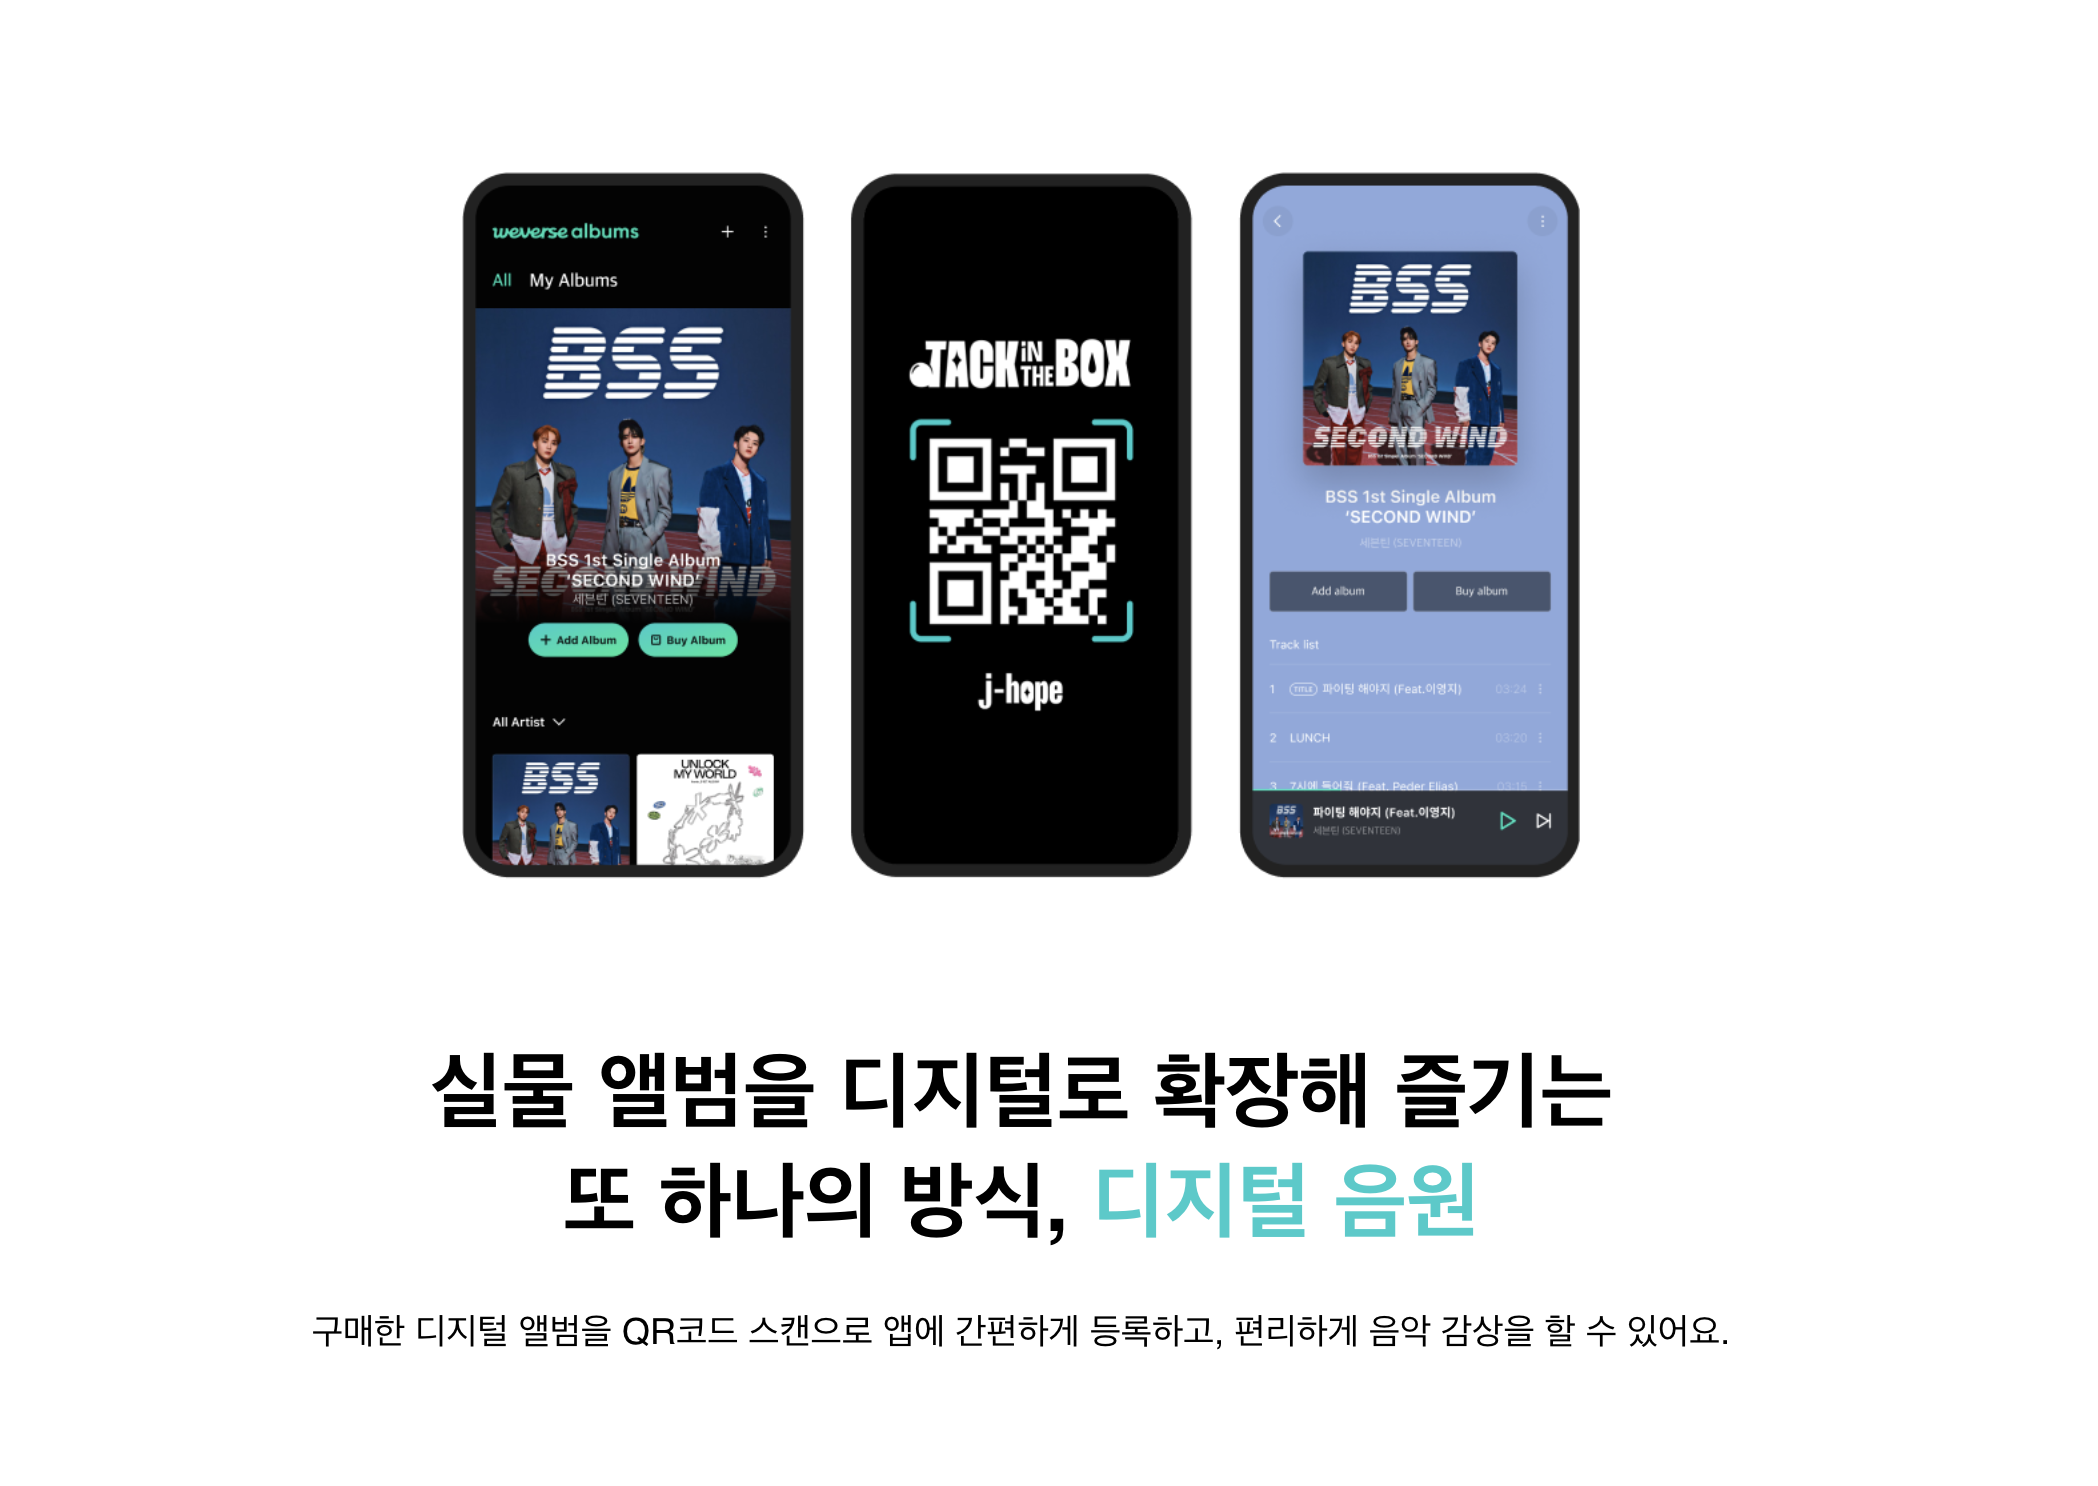 weverse albums
All My Albums
BSS
BSS 1st Single Album
'SECOND WIND'
SECOND WIND
세븐틴 (SEVENTEEN)
+ Add Album
Buy Album
All Artist
BSS
UNLOCK
MY WORLD
JACK iN THE BOX
j-hope
BSS
SECOND WIND
BSS 1st Single Album
'SECOND WIND'
세븐틴 (SEVENTEEN)
Add album
Buy album
Track list
1 TITLE 파이팅 해야지 (Feat.이영지) 03:24
2 LUNCH 03:20
3 7시에 들어줘 (Feat. Peder Elias) 03:15
BSS
파이팅 해야지 (Feat.이영지)
세븐틴 (SEVENTEEN)
실물 앨범을 디지털로 확장해 즐기는
또 하나의 방식, 디지털 음원
구매한 디지털 앨범을 QR코드 스캔으로 앱에 간편하게 등록하고, 편리하게 음악 감상을 할 수 있어요.